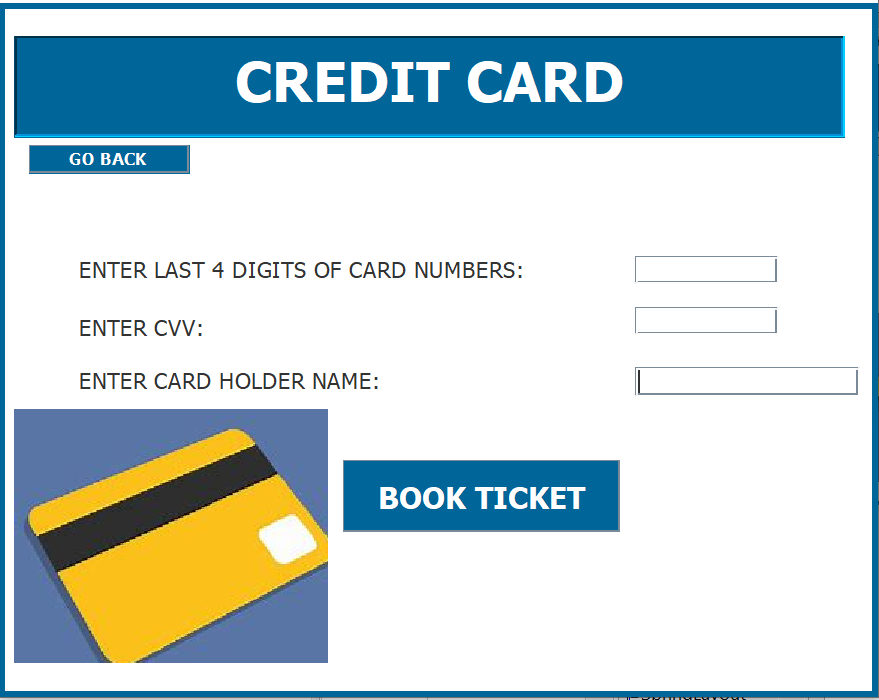 CREDIT CARD
GO BACK
ENTER LAST 4 DIGITS OF CARD NUMBERS:
ENTER CVV:
ENTER CARD HOLDER NAME:
BOOK TICKET